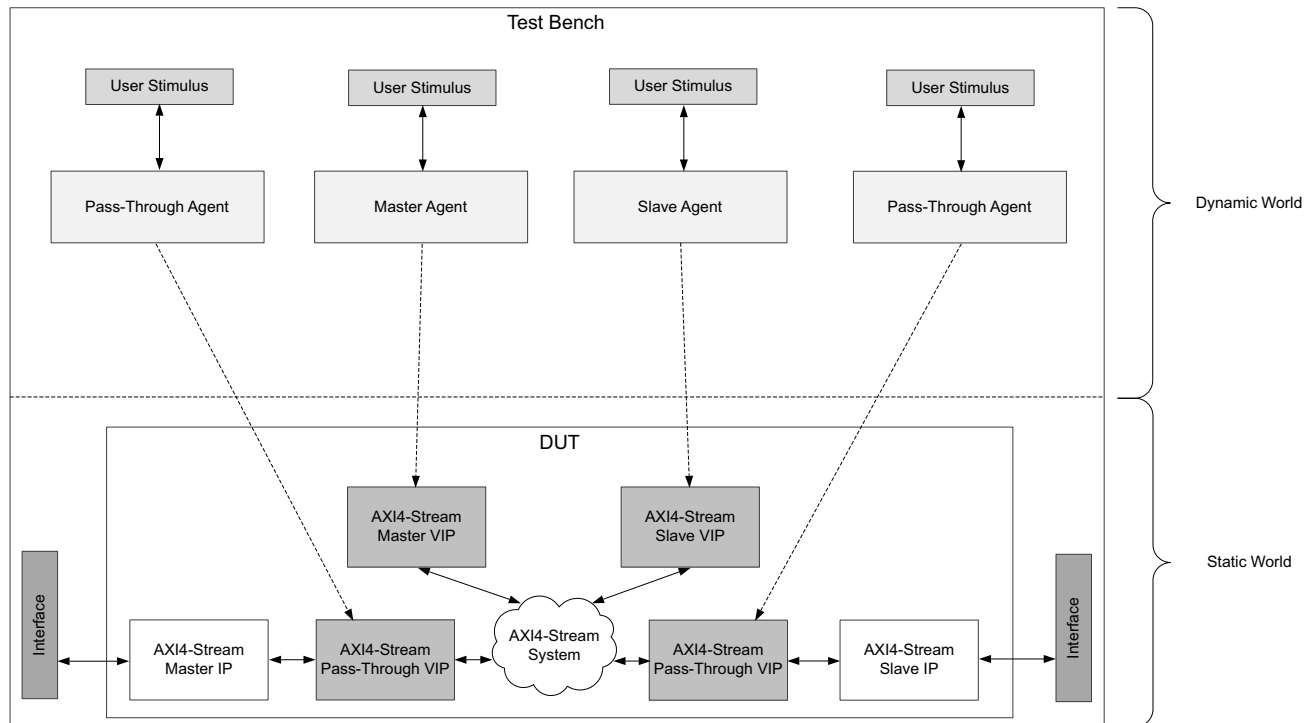 Test Bench
User Stimulus
User Stimulus
User Stimulus
User Stimulus
Pass-Through Agent
Master Agent
Slave Agent
Pass-Through Agent
Dynamic World
DUT
AXI4-Stream
Master VIP
AXI4-Stream
Slave VIP
Static World
Interface
AXI4-Stream
Master IP
AXI4-Stream
Pass-Through VIP
AXI4-Stream
System
AXI4-Stream
Pass-Through VIP
AXI4-Stream
Slave IP
Interface